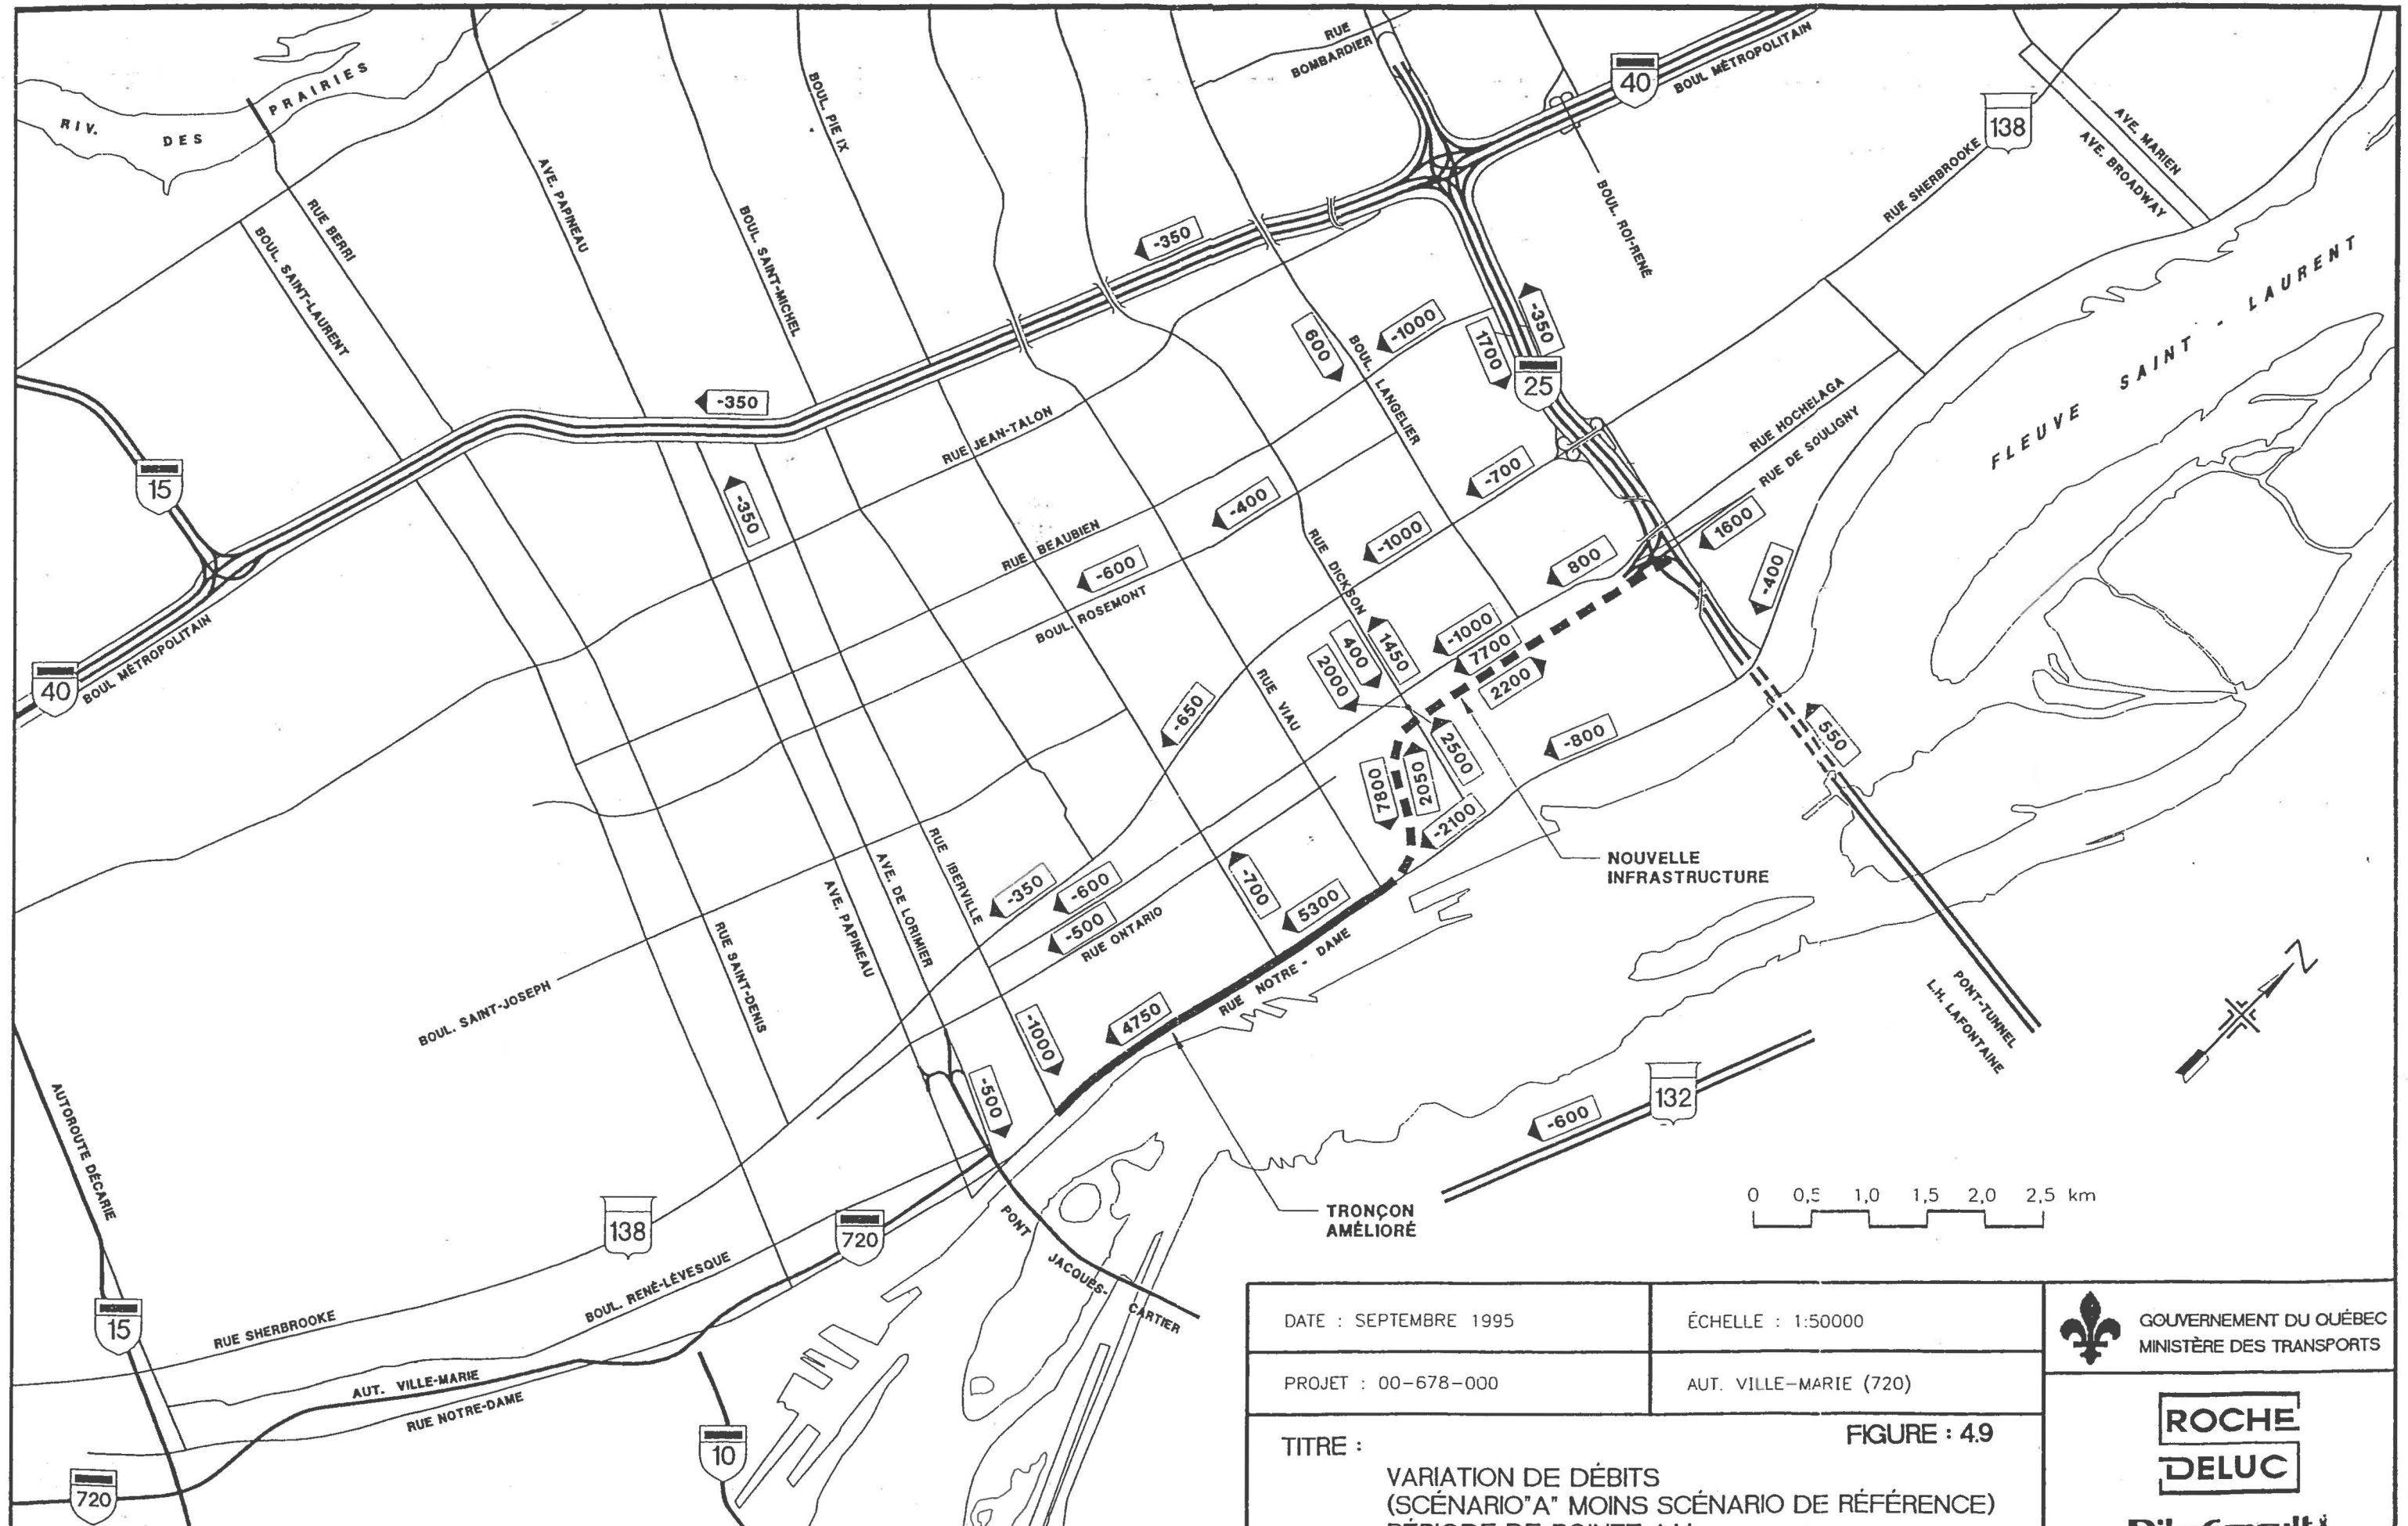 RIV.
DES
PRAIRIES
RUE BERRI
BOUL. SAINT-LAURENT
AVE. PAPINEAU
BOUL. SAINT-MICHEL
BOUL. PIE IX
RUE
BOMBARDIER
40
BOUL MÉTROPOLITAIN
138
AVE. MARIEN
AVE. BROADWAY
RUE SHERBROOKE
BOUL. ROI-RENÉ
FLEUVE SAINT - LAURENT
-350
-350
-350
600
BOUL. LANGELIER
-1000
1700
-350
25
RUE HOCHELAGA
RUE DE SOULIGNY
15
40
BOUL MÉTROPOLITAIN
RUE JEAN-TALON
RUE BEAUBIEN
BOUL. ROSEMONT
-400
-600
-700
-1000
800
1600
-400
RUE DICKSON
1450
400
2000
-1000
7700
2200
-650
RUE VIAU
2500
2050
7800
-2100
-800
550
NOUVELLE
INFRASTRUCTURE
RUE IBERVILLE
AVE. DE LORIMIER
AVE. PAPINEAU
RUE SAINT-DENIS
BOUL. SAINT-JOSEPH
-350
-600
-500
RUE ONTARIO
-700
5300
RUE NOTRE - DAME
4750
-1000
-500
PONT-TUNNEL
L.H. LAFONTAINE
N
132
-600
TRONÇON
AMÉLIORÉ
0 0,5 1,0 1,5 2,0 2,5 km
AUTOROUTE DÉCARIE
15
138
720
PONT
JACQUES-
CARTIER
BOUL. RENÉ-LÉVESQUE
RUE SHERBROOKE
AUT. VILLE-MARIE
RUE NOTRE-DAME
10
720
DATE : SEPTEMBRE 1995
ÉCHELLE : 1:50000
PROJET : 00-678-000
AUT. VILLE-MARIE (720)
GOUVERNEMENT DU QUÉBEC
MINISTÈRE DES TRANSPORTS
FIGURE : 4.9
TITRE :
VARIATION DE DÉBITS
(SCÉNARIO"A" MOINS SCÉNARIO DE RÉFÉRENCE)
ROCHE
DELUC